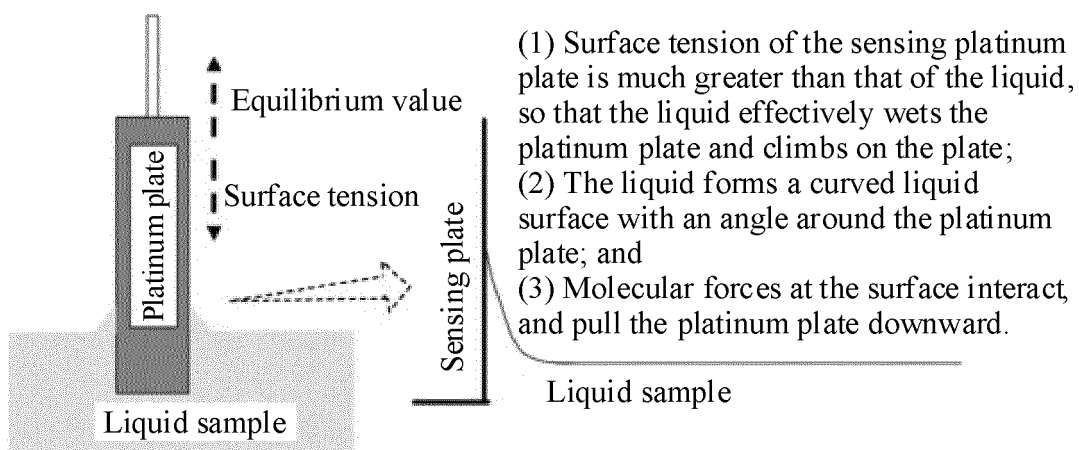 Equilibrium value
Surface tension
Platinum plate
Liquid sample
Sensing plate
(1) Surface tension of the sensing platinum
plate is much greater than that of the liquid,
so that the liquid effectively wets the
platinum plate and climbs on the plate;
(2) The liquid forms a curved liquid
surface with an angle around the platinum
plate; and
(3) Molecular forces at the surface interact,
and pull the platinum plate downward.
Liquid sample